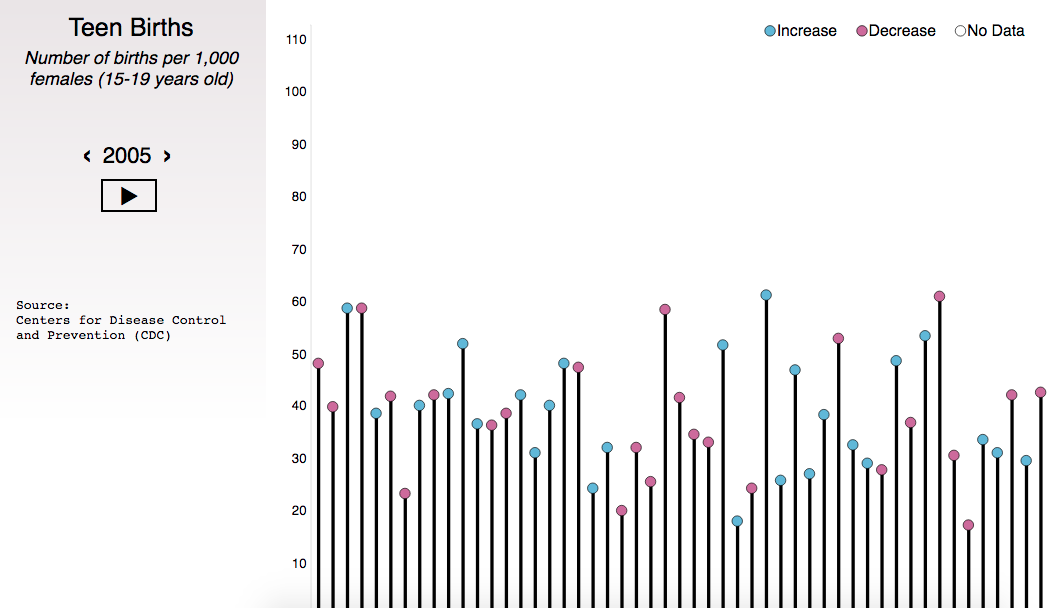 Teen Births
Number of births per 1,000
females (15-19 years old)
‹ 2005 ›
Source:
Centers for Disease Control
and Prevention (CDC)
Increase Decrease No Data
110
100
90
80
70
60
50
40
30
20
10